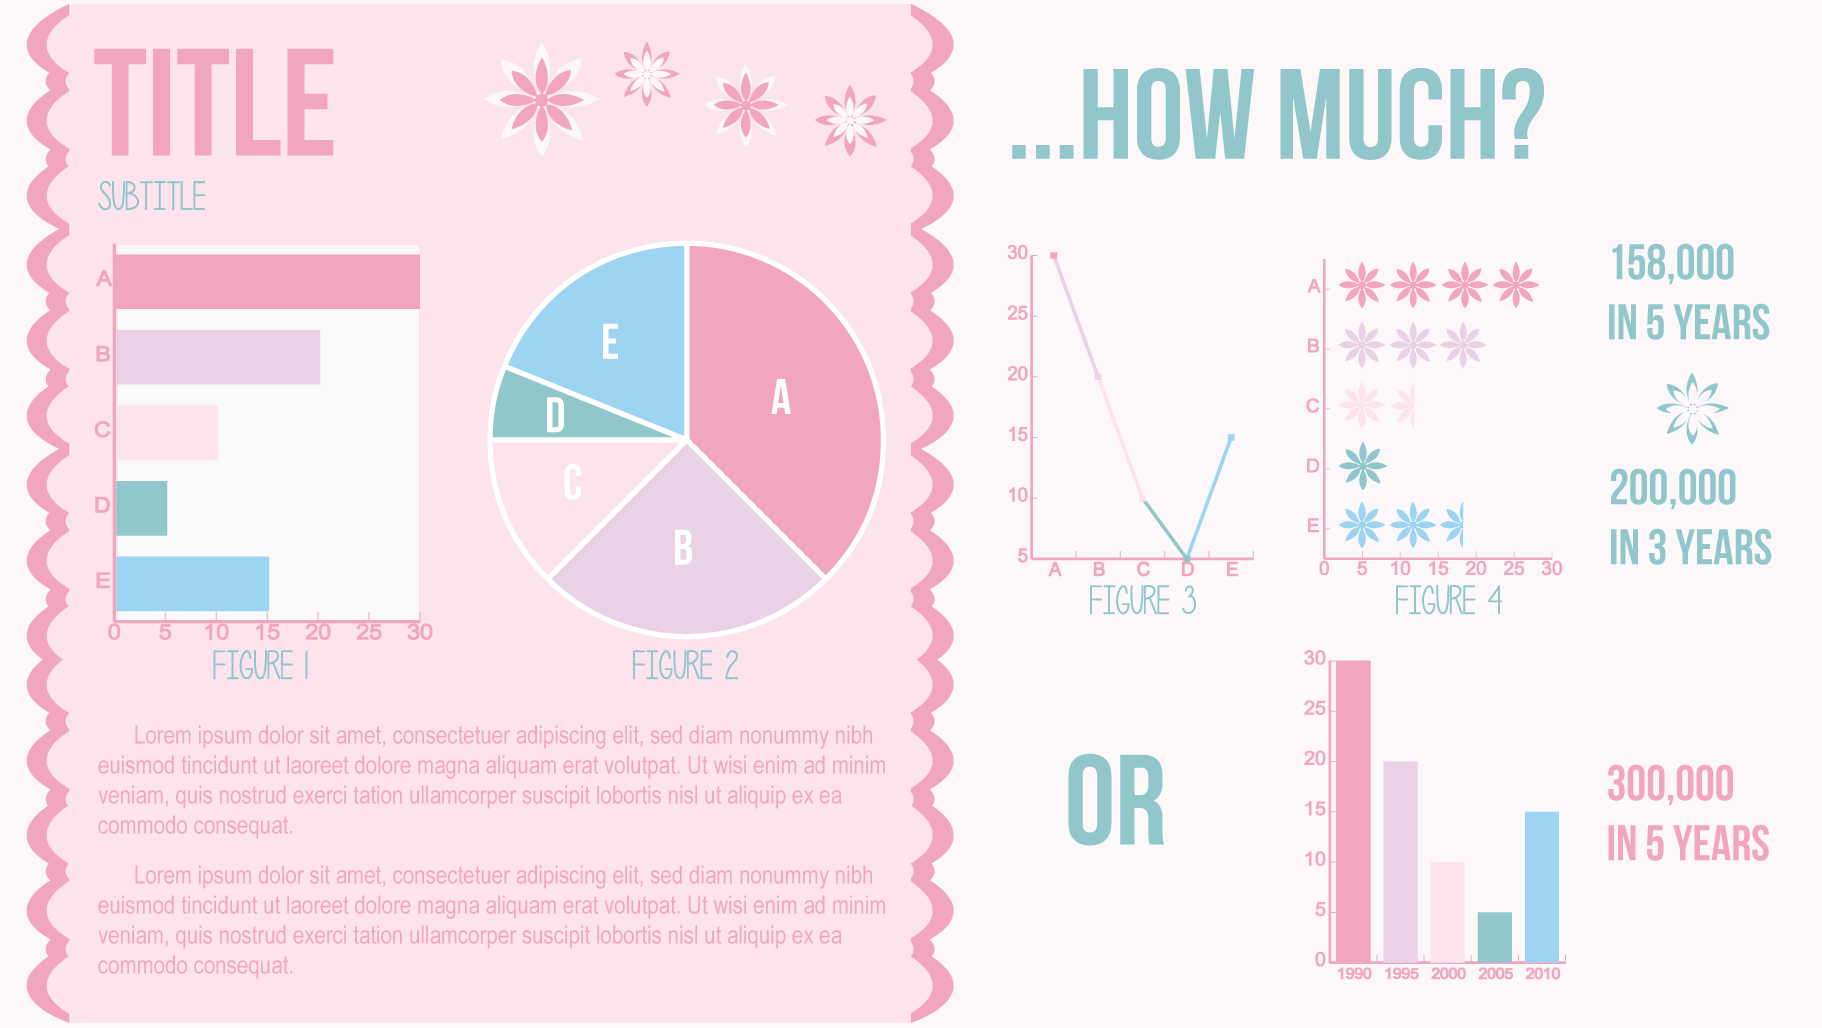 TITLE
SUBTITLE
A
B
C
D
E
0 5 10 15 20 25 30
FIGURE 1
E
A
D
C
B
FIGURE 2
Lorem ipsum dolor sit amet, consectetuer adipiscing elit, sed diam nonummy nibh
euismod tincidunt ut laoreet dolore magna aliquam erat volutpat. Ut wisi enim ad minim
veniam, quis nostrud exerci tation ullamcorper suscipit lobortis nisl ut aliquip ex ea
commodo consequat.
Lorem ipsum dolor sit amet, consectetuer adipiscing elit, sed diam nonummy nibh
euismod tincidunt ut laoreet dolore magna aliquam erat volutpat. Ut wisi enim ad minim
veniam, quis nostrud exerci tation ullamcorper suscipit lobortis nisl ut aliquip ex ea
commodo consequat.
...HOW MUCH?
30
25
20
15
10
5
A B C D E
FIGURE 3
A
B
C
D
E
0 5 10 15 20 25 30
FIGURE 4
158,000
IN 5 YEARS
200,000
IN 3 YEARS
OR
30
25
20
15
10
5
0
1990 1995 2000 2005 2010
300,000
IN 5 YEARS